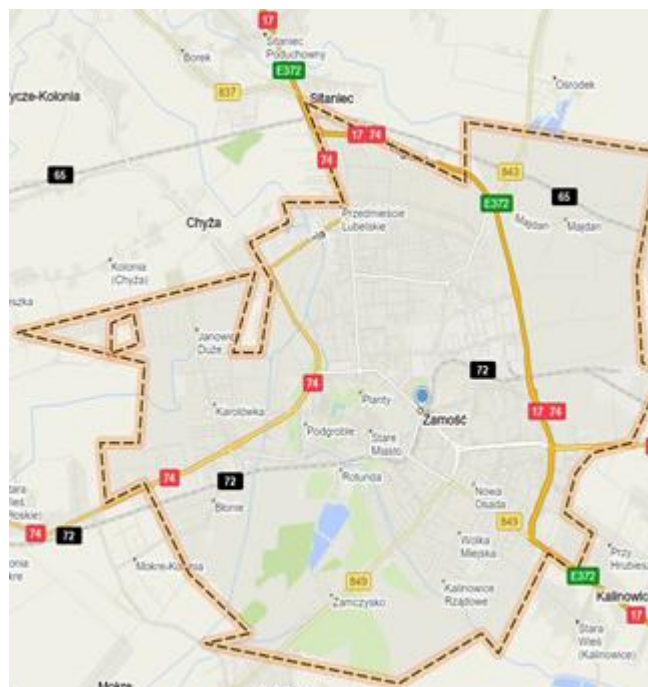 17
Sitaniec
Poduchowny
Borek
E372
837
Ośrodek
ycze-Kolonia
Sitaniec
17 74
74
65
843
65
E372
Majdan
Majdan
Przedmieście
Lubelskie
Chyża
Kolonia
(Chyża)
Janowice
Duże
72
74
Planty
Karolówka
17 74
Zamość
Podgroble
Stare
Miasto
74
72
Rotunda
Nowa
Osada
Błonie
849
74
72
Wólka
Miejska
Przy
Mokre-Kolonia
E372
849
Kalinowice
Rządowe
Zamczysko
17
Stara
Wieś
(Kalinowice)
Mokre